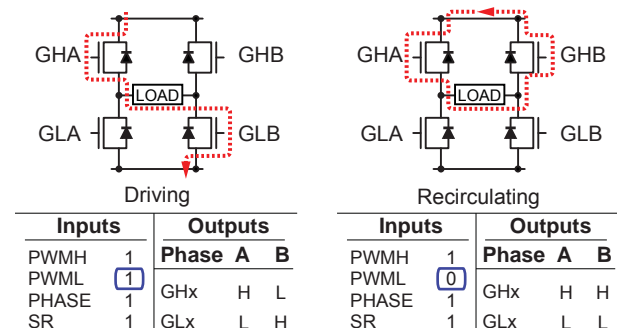 GHA GHB
LOAD
GLA GLB
Driving
Inputs Outputs
PWMH 1 Phase A B
PWML 1
GHx H L
PHASE 1
SR 1 GLx L H
GHA GHB
LOAD
GLA GLB
Recirculating
Inputs Outputs
PWMH 1 Phase A B
PWML 0
GHx H H
PHASE 1
SR 1 GLx L L